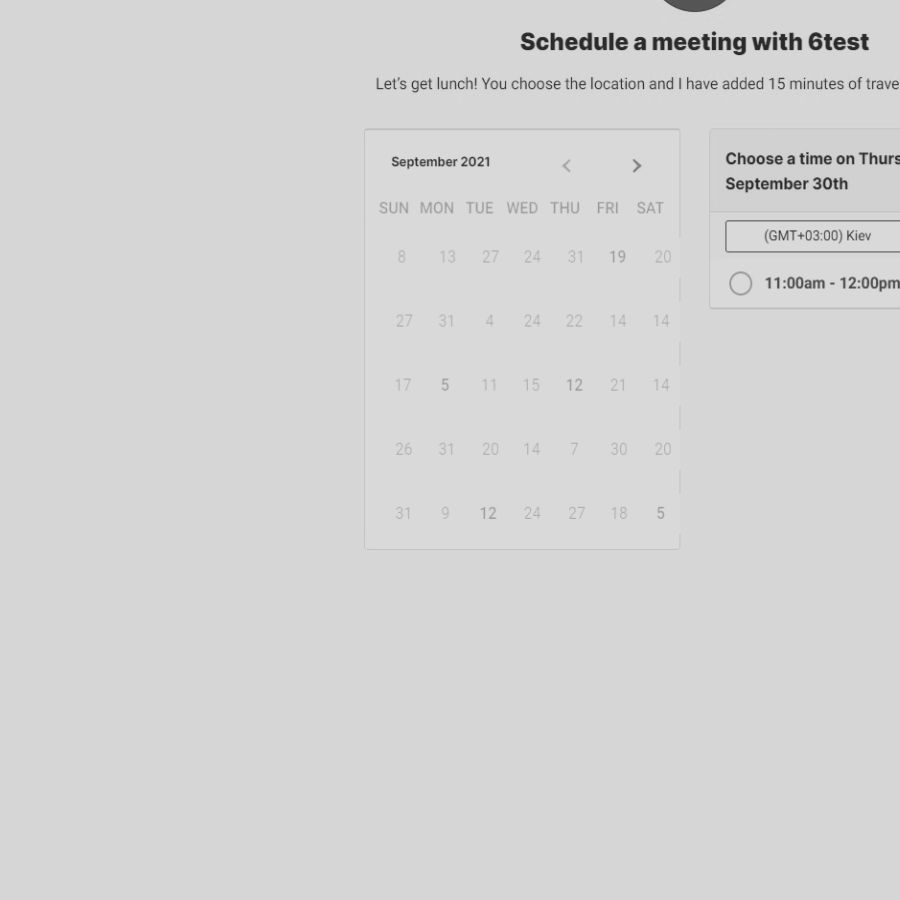 Schedule a meeting with 6test
Let's get lunch! You choose the location and I have added 15 minutes of trave
September 2021
SUN MON TUE WED THU FRI SAT
8 13 27 24 31 19 20
27 31 4 24 22 14 14
17 5 11 15 12 21 14
26 31 20 14 7 30 20
31 9 12 24 27 18 5
Choose a time on Thurs
September 30th
(GMT+03:00) Kiev
11:00am - 12:00pm